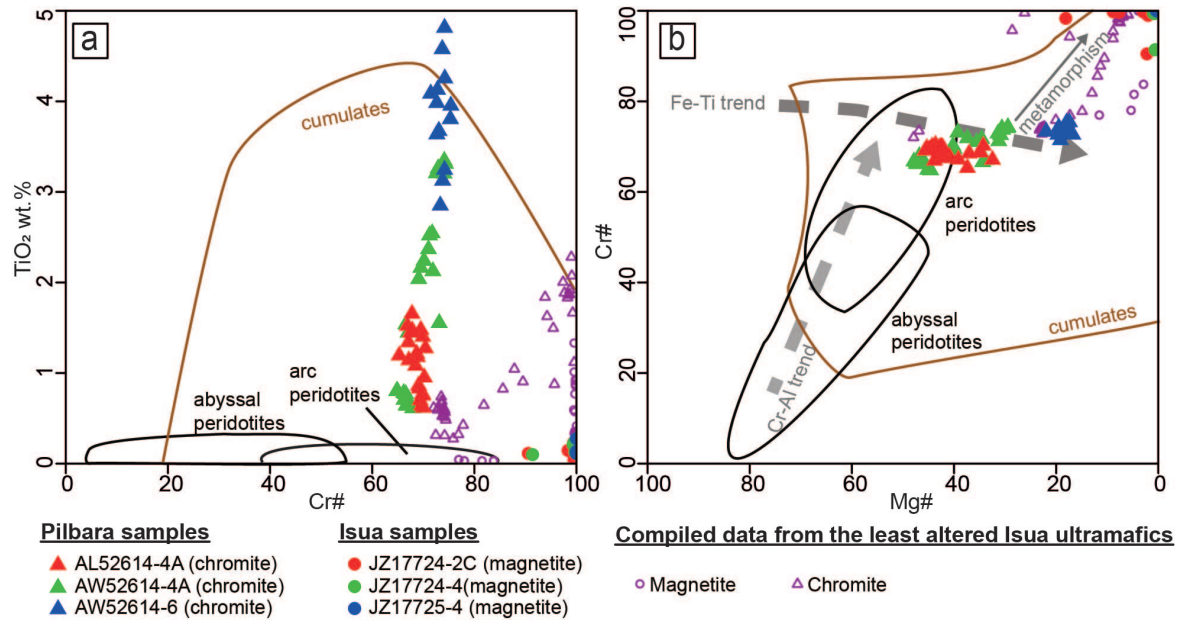 a
5
4
3
2
1
0
TiO₂ wt.%
cumulates
abyssal
peridotites
arc
peridotites
0
20
40
60
80
100
Cr#
b
100
80
60
40
20
0
Cr#
Fe-Ti trend
metamorphism
arc
peridotites
abyssal
peridotites
cumulates
Cr-Al trend
100
80
60
40
20
0
Mg#
Pilbara samples
AL52614-4A (chromite)
AW52614-4A(chromite)
AW52614-6 (chromite)
Isua samples
JZ17724-2C (magnetite)
JZ17724-4(magnetite)
JZ17725-4 (magnetite)
Compiled data from the least altered Isua ultramafics
Magnetite
Chromite